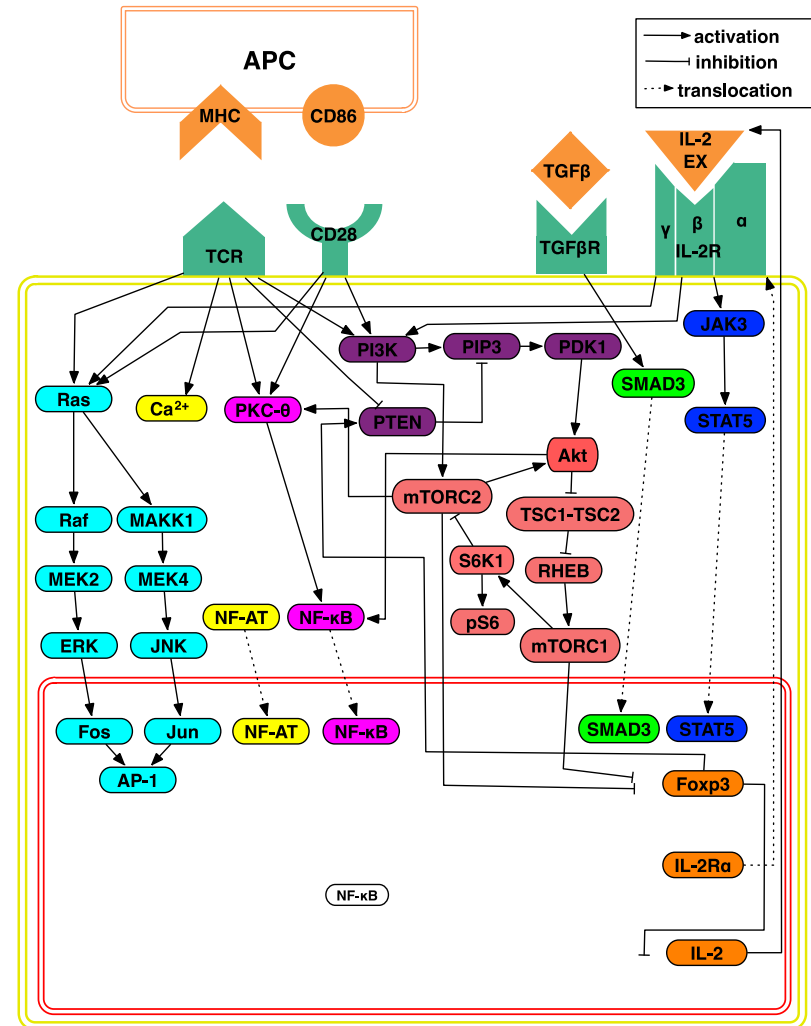 activation
inhibition
translocation
APC
MHC
CD86
TGFβ
IL-2
EX
TCR
CD28
TGFβR
γ
β
α
IL-2R
JAK3
PI3K
PIP3
PDK1
SMAD3
Ras
Ca²⁺
PKC-θ
PTEN
STAT5
Akt
mTORC2
TSC1-TSC2
Raf
MAKK1
S6K1
RHEB
MEK2
MEK4
NF-AT
NF-κB
pS6
mTORC1
ERK
JNK
Fos
Jun
NF-AT
NF-κB
SMAD3
STAT5
AP-1
Foxp3
IL-2Rα
NF-κB
IL-2